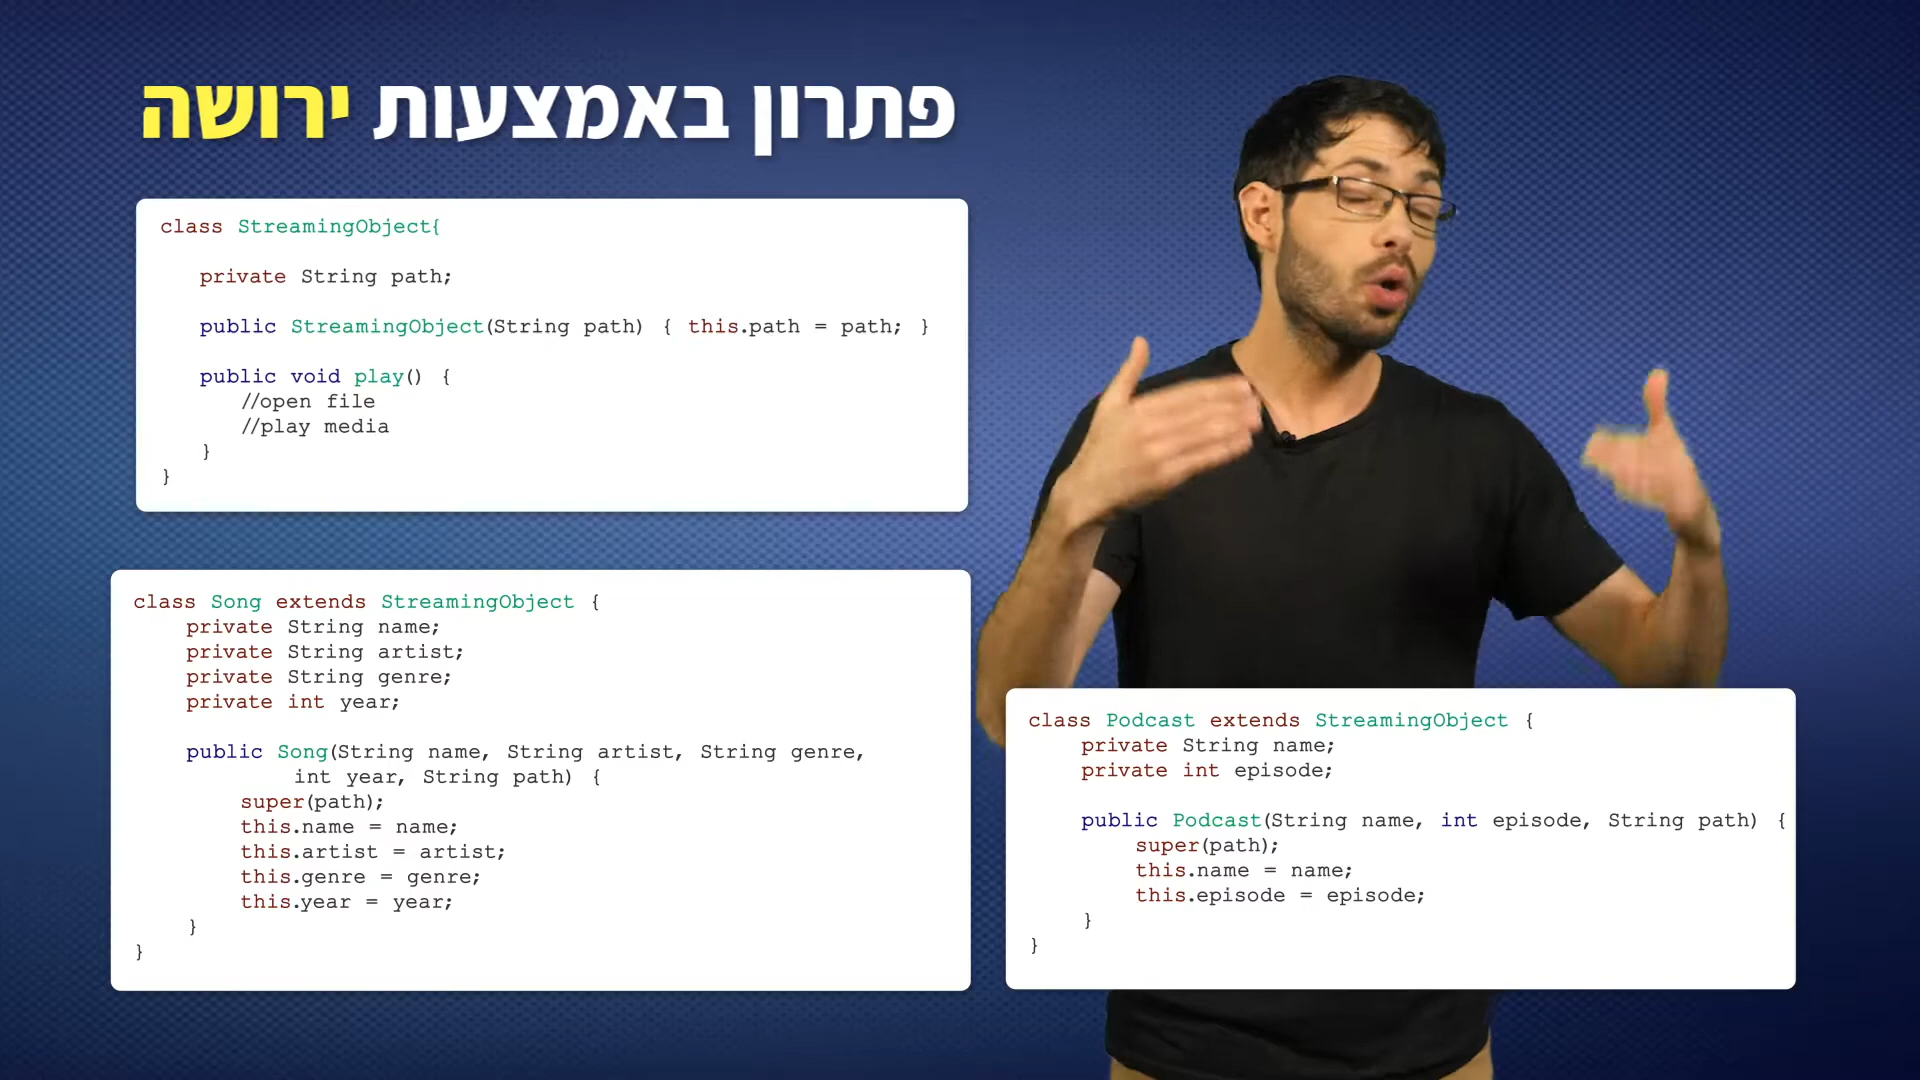 פתרון באמצעות ירושה
class StreamingObject{
private String path;
public StreamingObject(String path) { this.path = path; }
public void play() {
//open file
//play media
}
}
class Song extends StreamingObject {
private String name;
private String artist;
private String genre;
private int year;
public Song(String name, String artist, String genre,
int year, String path) {
super(path);
this.name = name;
this.artist = artist;
this.genre = genre;
this.year = year;
}
}
class Podcast extends StreamingObject {
private String name;
private int episode;
public Podcast(String name, int episode, String path) {
super(path);
this.name = name;
this.episode = episode;
}
}